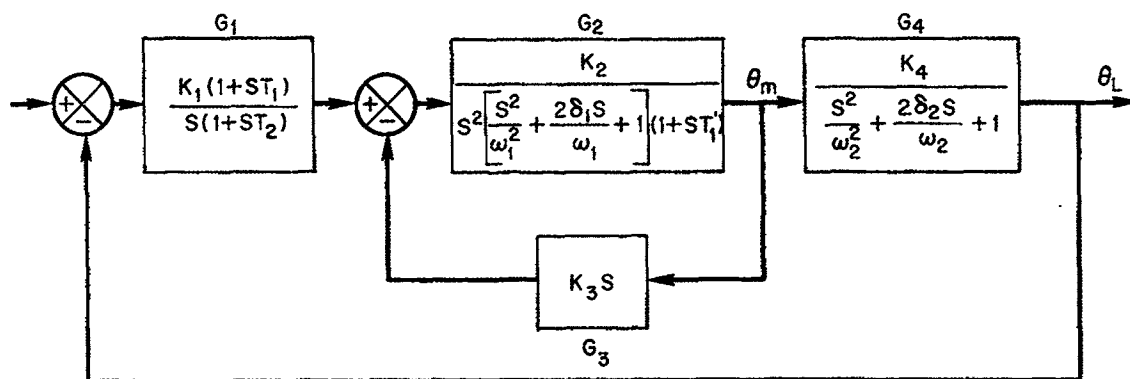 G₁
K₁(1+ST₁)
S(1+ST₂)
+
−
G₂
K₂
S²[S²/ω₁² + 2δ₁S/ω₁ + 1](1+ST₁')
+
−
θₘ
G₄
K₄
S²/ω₂² + 2δ₂S/ω₂ + 1
θ_L
K₃S
G₃